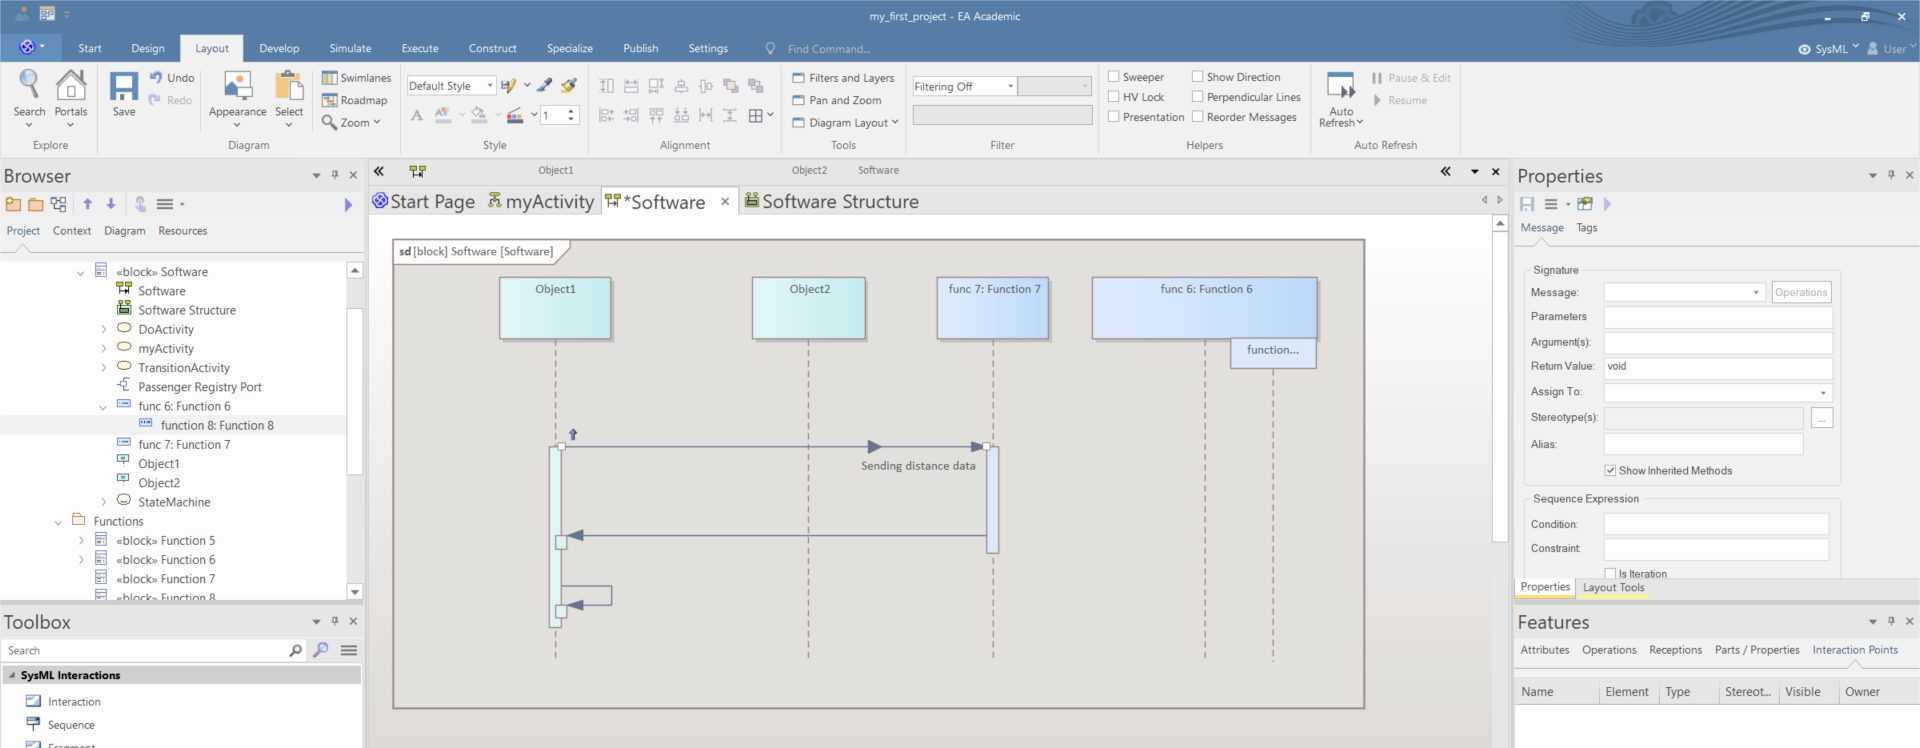 my_first_project - EA Academic
Start Design Layout Develop Simulate Execute Construct Specialize Publish Settings Find Command... SysML User
Search Portals
Explore
Save Undo Redo
Appearance Select
Swimlanes
Roadmap
Zoom
Diagram
Default Style
1
Style
Alignment
Filters and Layers
Pan and Zoom
Diagram Layout
Tools
Filtering Off
Filter
Sweeper Show Direction
HV Lock Perpendicular Lines
Presentation Reorder Messages
Helpers
Auto Refresh
Pause & Edit
Resume
Auto Refresh
Browser
Project Context Diagram Resources
«block» Software
Software
Software Structure
DoActivity
myActivity
TransitionActivity
Passenger Registry Port
func 6: Function 6
function 8: Function 8
func 7: Function 7
Object1
Object2
StateMachine
Functions
«block» Function 5
«block» Function 6
«block» Function 7
«block» Function 8
Toolbox
Search
SysML Interactions
Interaction
Sequence
Fragment
Object1 Object2 Software
Start Page myActivity *Software Software Structure
sd [block] Software [Software]
Object1 Object2 func 7: Function 7 func 6: Function 6
function...
Sending distance data
Properties
Message Tags
Signature
Message: Operations
Parameters
Argument(s):
Return Value: void
Assign To:
Stereotype(s): ...
Alias:
Show Inherited Methods
Sequence Expression
Condition:
Constraint:
Is Iteration
Properties Layout Tools
Features
Attributes Operations Receptions Parts / Properties Interaction Points
Name Element Type Stereot... Visible Owner